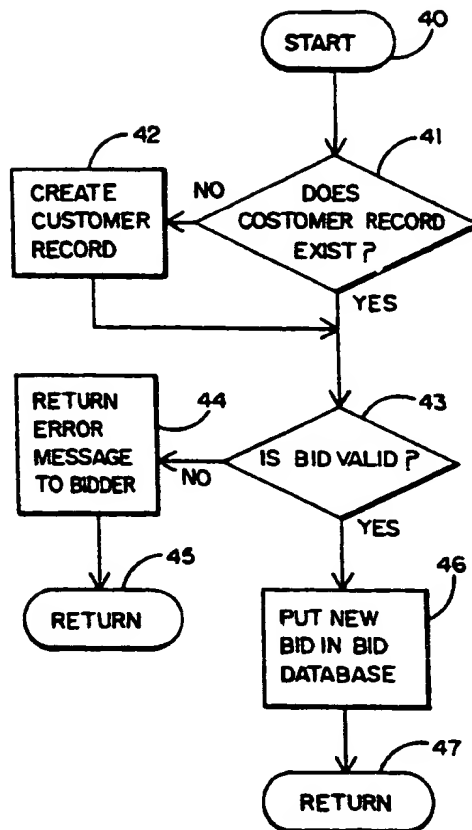 40
START
42
41
CREATE
CUSTOMER
RECORD
NO
DOES
COSTOMER RECORD
EXIST?
YES
RETURN
ERROR
MESSAGE
TO BIDDER
44
43
IS BID VALID?
NO
YES
45
RETURN
46
PUT NEW
BID IN BID
DATABASE
47
RETURN